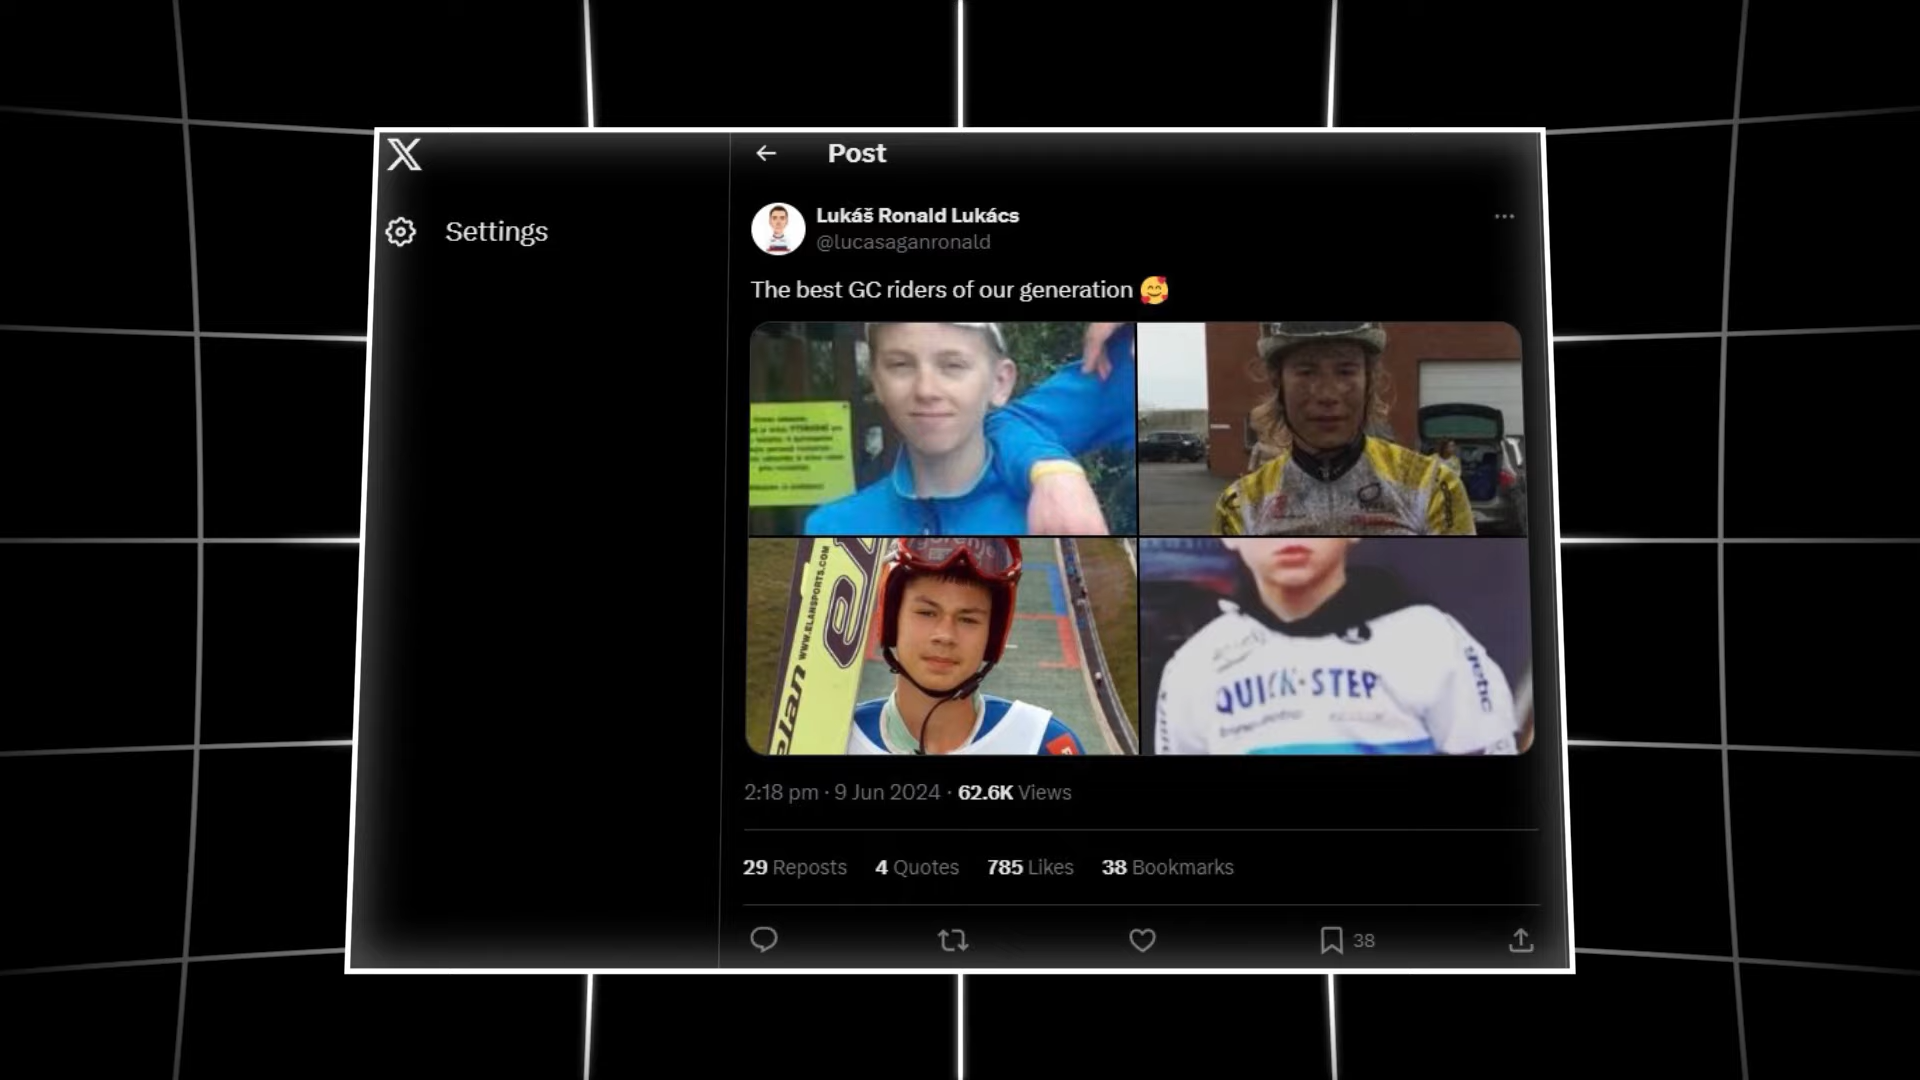 Post
Settings
Lukáš Ronald Lukács
@lucasaganronald
The best GC riders of our generation 🥰
WWW.ELANSPORTS.COM
elan
gorenje
QUICK-STEP
2:18 pm · 9 Jun 2024 · 62.6K Views
29 Reposts 4 Quotes 785 Likes 38 Bookmarks
38